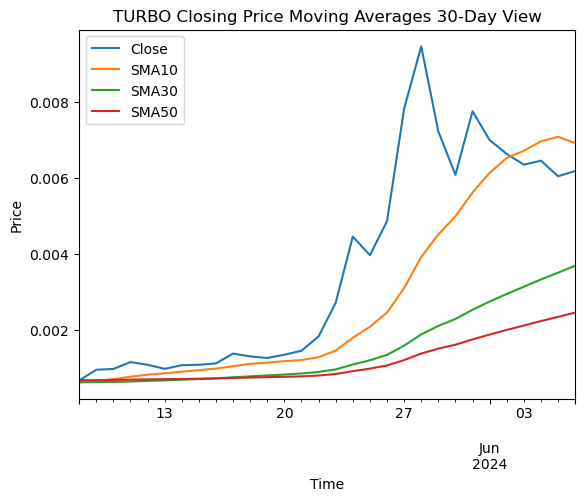 TURBO Closing Price Moving Averages 30-Day View
Close
SMA10
SMA30
SMA50
Price
0.008
0.006
0.004
0.002
13
20
27
03
Jun
2024
Time